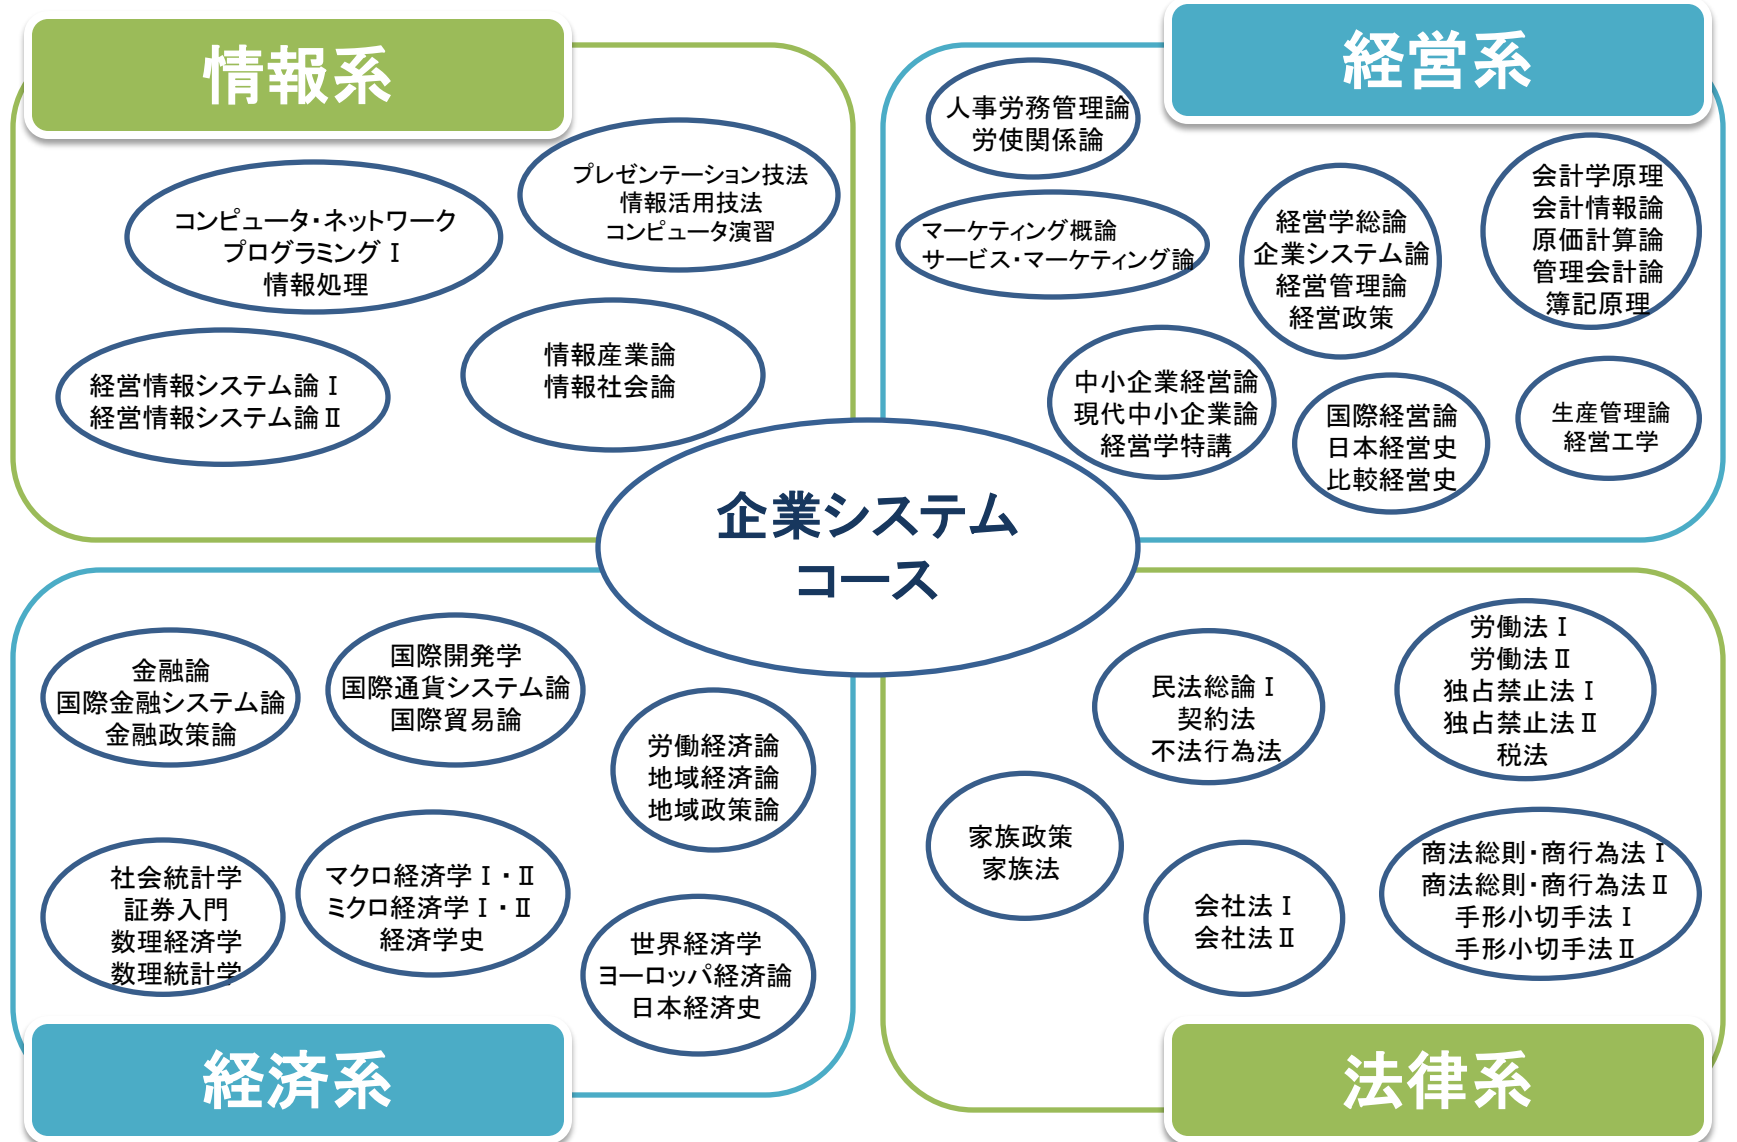 情報系
コンピュータ・ネットワーク
プログラミングⅠ
情報処理
プレゼンテーション技法
情報活用技法
コンピュータ演習
経営情報システム論Ⅰ
経営情報システム論Ⅱ
情報産業論
情報社会論
経営系
人事労務管理論
労使関係論
マーケティング概論
サービス・マーケティング論
経営学総論
企業システム論
経営管理論
経営政策
会計学原理
会計情報論
原価計算論
管理会計論
簿記原理
中小企業経営論
現代中小企業論
経営学特講
国際経営論
日本経営史
比較経営史
生産管理論
経営工学
企業システム
コース
金融論
国際金融システム論
金融政策論
国際開発学
国際通貨システム論
国際貿易論
労働経済論
地域経済論
地域政策論
社会統計学
証券入門
数理経済学
数理統計学
マクロ経済学Ⅰ・Ⅱ
ミクロ経済学Ⅰ・Ⅱ
経済学史
世界経済学
ヨーロッパ経済論
日本経済史
経済系
民法総論Ⅰ
契約法
不法行為法
労働法Ⅰ
労働法Ⅱ
独占禁止法Ⅰ
独占禁止法Ⅱ
税法
家族政策
家族法
会社法Ⅰ
会社法Ⅱ
商法総則・商行為法Ⅰ
商法総則・商行為法Ⅱ
手形小切手法Ⅰ
手形小切手法Ⅱ
法律系